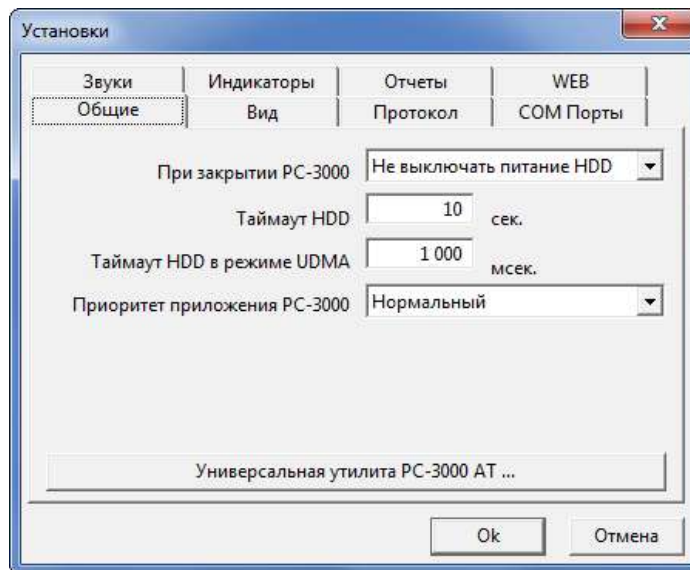 Установки
Звуки Индикаторы Отчеты WEB
Общие Вид Протокол COM Порты
При закрытии PC-3000 Не выключать питание HDD
Таймаут HDD 10 сек.
Таймаут HDD в режиме UDMA 1 000 мсек.
Приоритет приложения PC-3000 Нормальный
Универсальная утилита PC-3000 AT ...
Ok Отмена